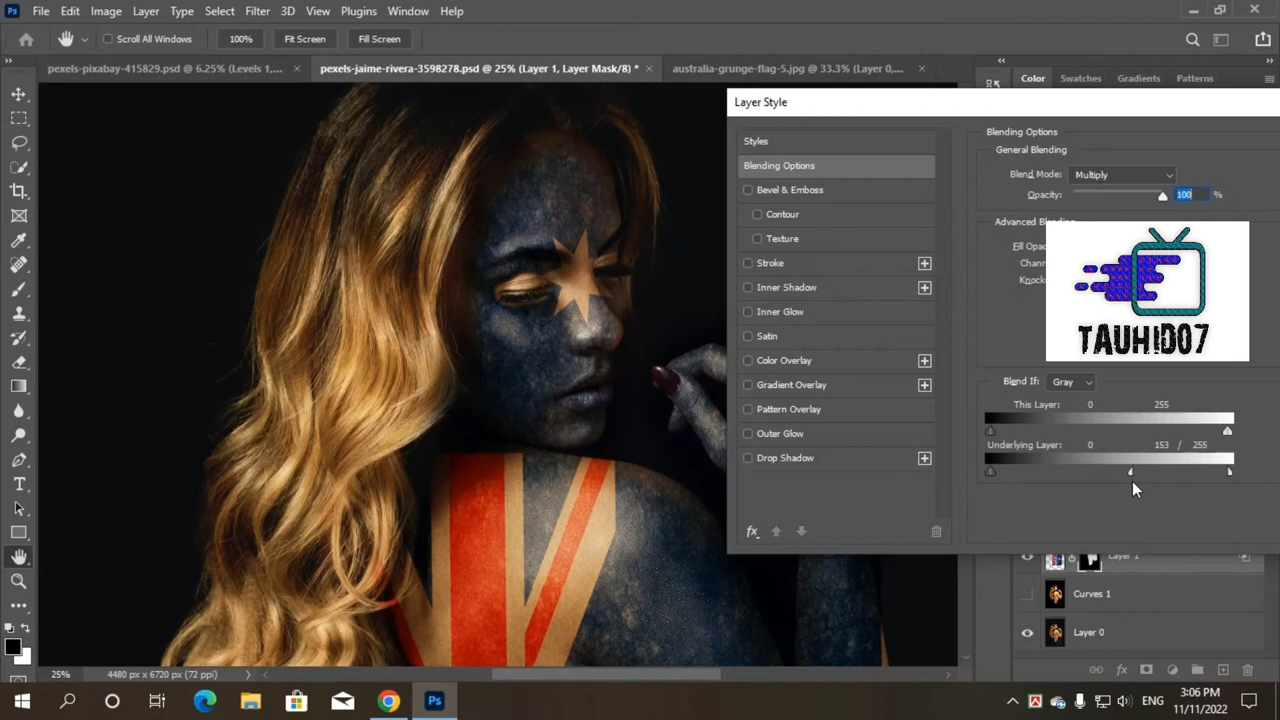 Ps File Edit Image Layer Type Select Filter 3D View Plugins Window Help
Scroll All Windows 100% Fit Screen Fill Screen
pexels-pixabay-415829.psd @ 6.25% (Levels 1,...
pexels-jaime-rivera-3598278.psd @ 25% (Layer 1, Layer Mask/8) *
australia-grunge-flag-5.jpg @ 33.3% (Layer 0,...
Color Swatches Gradients Patterns
Layer Style
Styles
Blending Options
Bevel & Emboss
Contour
Texture
Stroke
Inner Shadow
Inner Glow
Satin
Color Overlay
Gradient Overlay
Pattern Overlay
Outer Glow
Drop Shadow
fx
Blending Options
General Blending
Blend Mode: Multiply
Opacity: 100 %
Advanced Blending
Fill Opac
Chann
Knock
TAUHID07
Blend If: Gray
This Layer: 0 255
Underlying Layer: 0 153 / 255
Layer 1
Curves 1
Layer 0
fx
25% 4480 px x 6720 px (72 ppi)
Ps
ENG
3:06 PM
11/11/2022